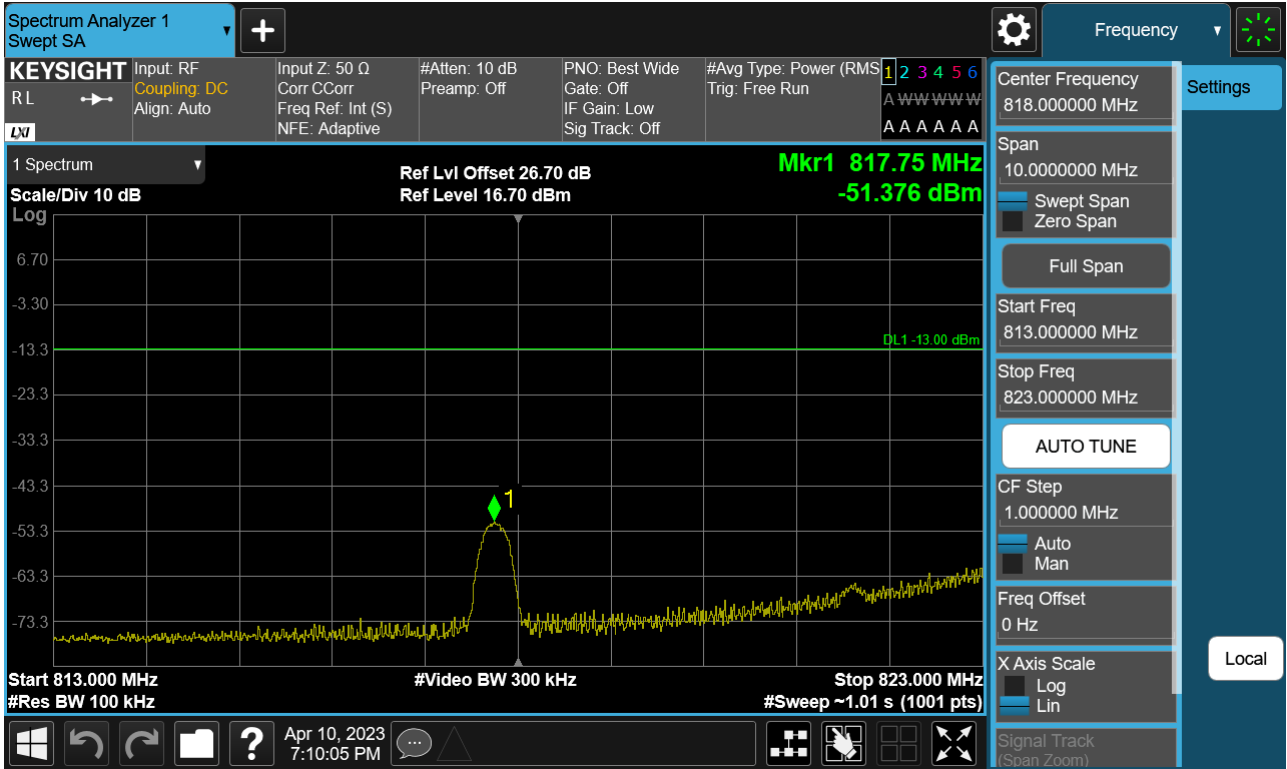 Spectrum Analyzer 1
Swept SA
Frequency
KEYSIGHT
R L
LXI
Input: RF
Coupling: DC
Align: Auto
Input Z: 50 Ω
Corr CCorr
Freq Ref: Int (S)
NFE: Adaptive
#Atten: 10 dB
Preamp: Off
PNO: Best Wide
Gate: Off
IF Gain: Low
Sig Track: Off
#Avg Type: Power (RMS
Trig: Free Run
1 2 3 4 5 6
A W W W W W
A A A A A A
1 Spectrum
Scale/Div 10 dB
Log
Ref Lvl Offset 26.70 dB
Ref Level 16.70 dBm
Mkr1 817.75 MHz
-51.376 dBm
6.70
-3.30
-13.3
-23.3
-33.3
-43.3
-53.3
-63.3
-73.3
DL1 -13.00 dBm
1
Start 813.000 MHz
#Res BW 100 kHz
#Video BW 300 kHz
Stop 823.000 MHz
#Sweep ~1.01 s (1001 pts)
Center Frequency
818.000000 MHz
Span
10.0000000 MHz
Swept Span
Zero Span
Full Span
Start Freq
813.000000 MHz
Stop Freq
823.000000 MHz
AUTO TUNE
CF Step
1.000000 MHz
Auto
Man
Freq Offset
0 Hz
X Axis Scale
Log
Lin
Signal Track
(Span Zoom)
Settings
Local
?
Apr 10, 2023
7:10:05 PM